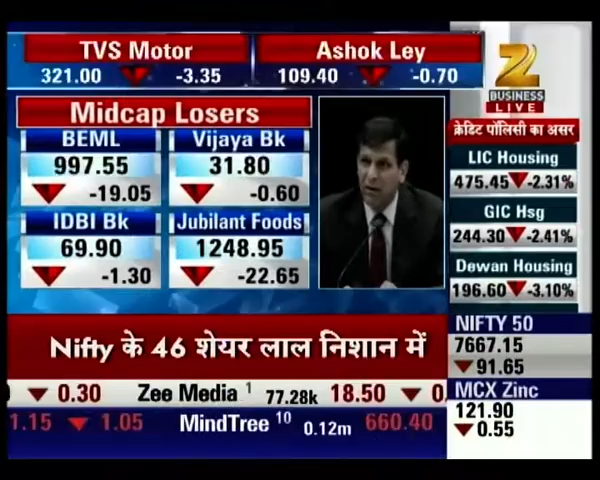 TVS Motor
321.00 -3.35
Ashok Ley
109.40 -0.70
Z
BUSINESS
LIVE
Midcap Losers
BEML
997.55
-19.05
Vijaya Bk
31.80
-0.60
IDBI Bk
69.90
-1.30
Jubilant Foods
1248.95
-22.65
क्रेडिट पॉलिसी का असर
LIC Housing
475.45 -2.31%
GIC Hsg
244.30 -2.41%
Dewan Housing
196.60 -3.10%
Nifty के 46 शेयर लाल निशान में
NIFTY 50
7667.15
91.65
MCX Zinc
121.90
0.55
0.30 Zee Media 1 77.28k 18.50 0.
1.15 1.05 MindTree 10 0.12m 660.40